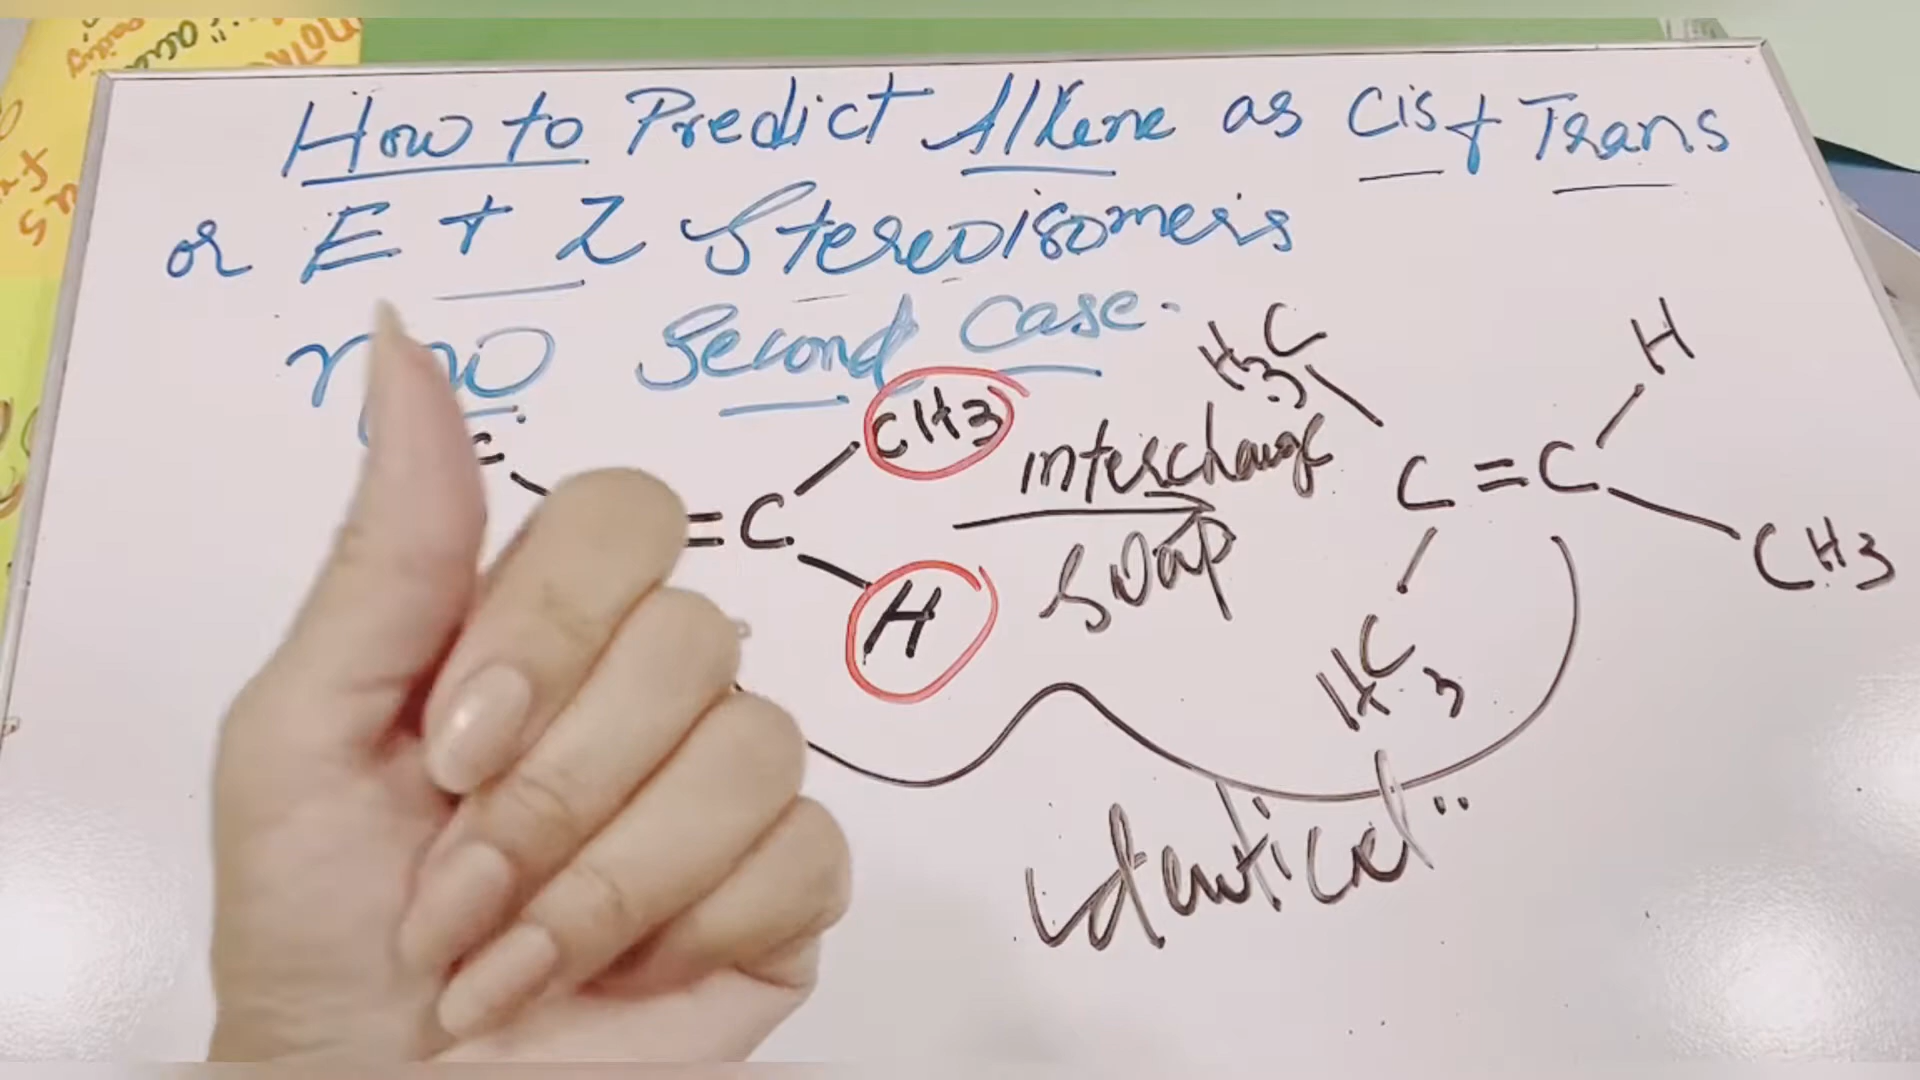 How to Predict Alkene as Cis & Trans
or E & Z Stereoisomers
Second Case.
CH3
=C
H
interchange
swap
H3C
H
C=C
H3C
CH3
identical